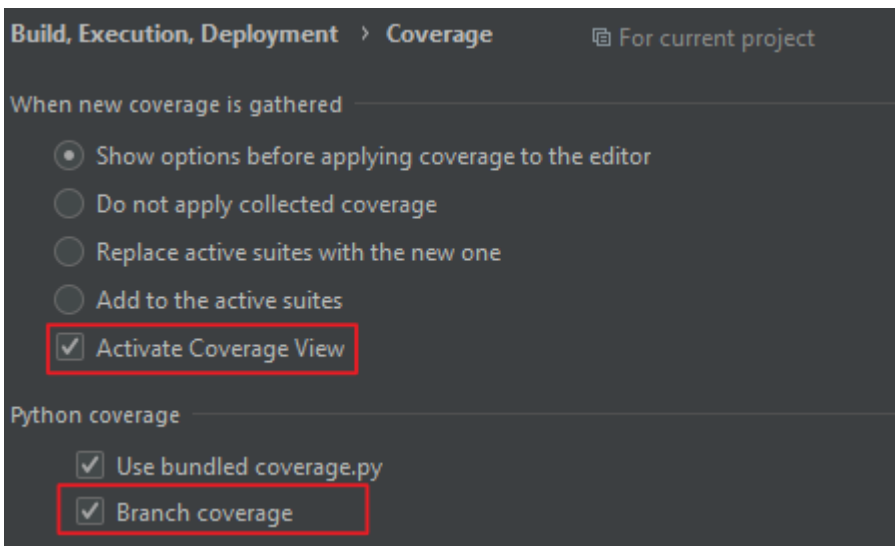 Build, Execution, Deployment › Coverage For current project
When new coverage is gathered
Show options before applying coverage to the editor
Do not apply collected coverage
Replace active suites with the new one
Add to the active suites
Activate Coverage View
Python coverage
Use bundled coverage.py
Branch coverage